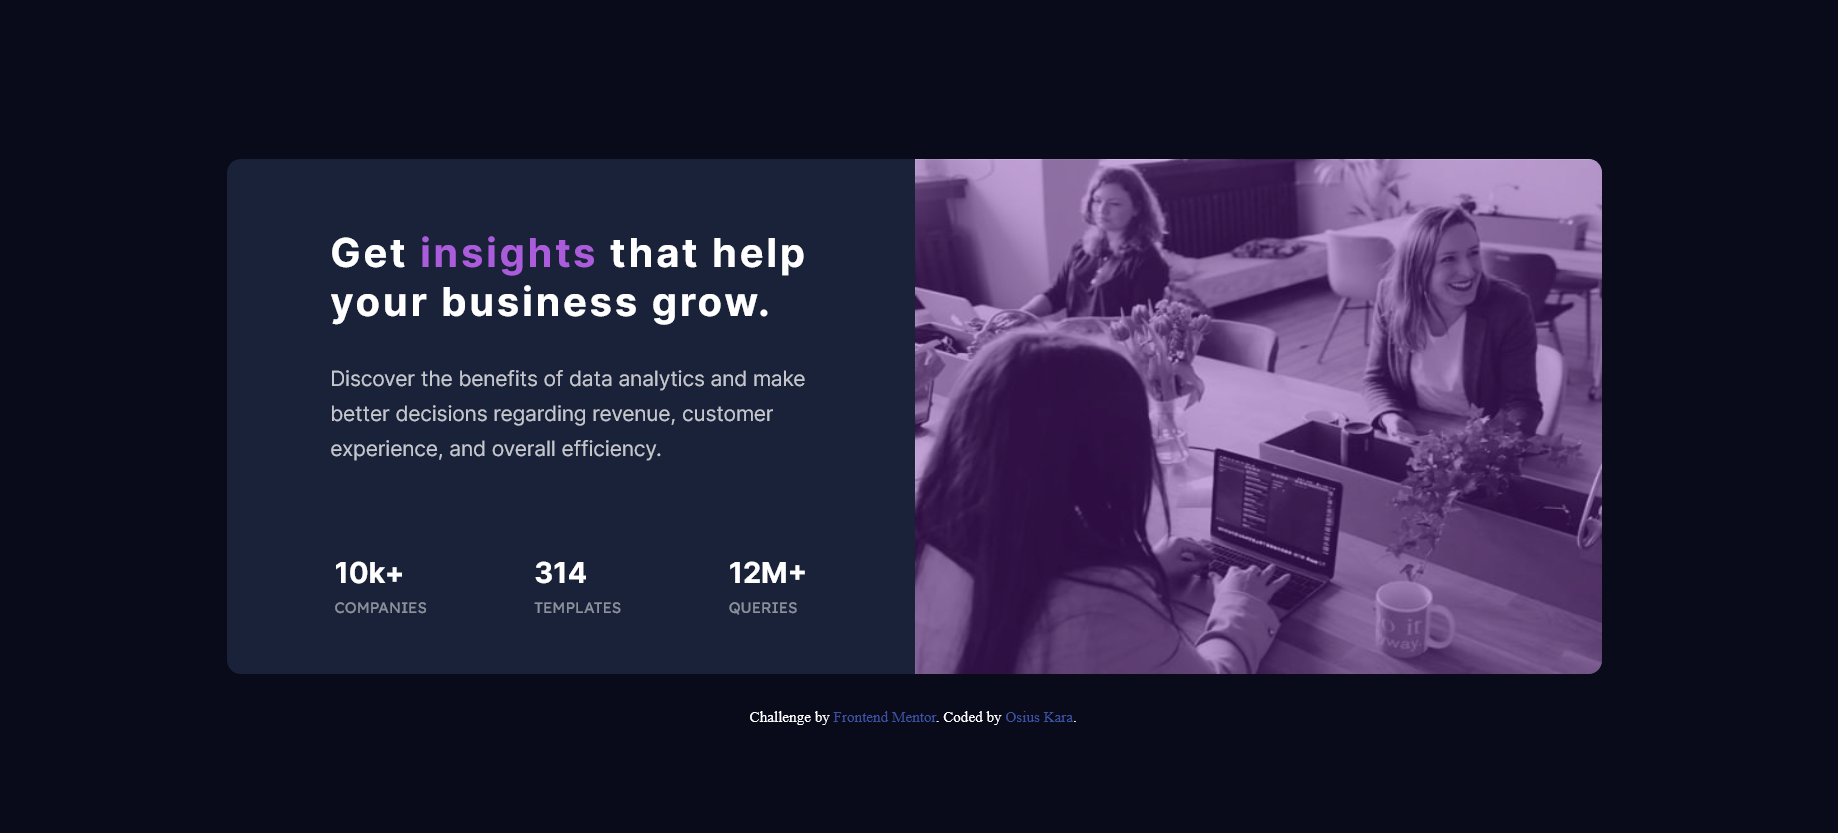 Get insights that help
your business grow.
Discover the benefits of data analytics and make
better decisions regarding revenue, customer
experience, and overall efficiency.
10k+ 314 12M+
COMPANIES TEMPLATES QUERIES
Challenge by Frontend Mentor. Coded by Osius Kara.